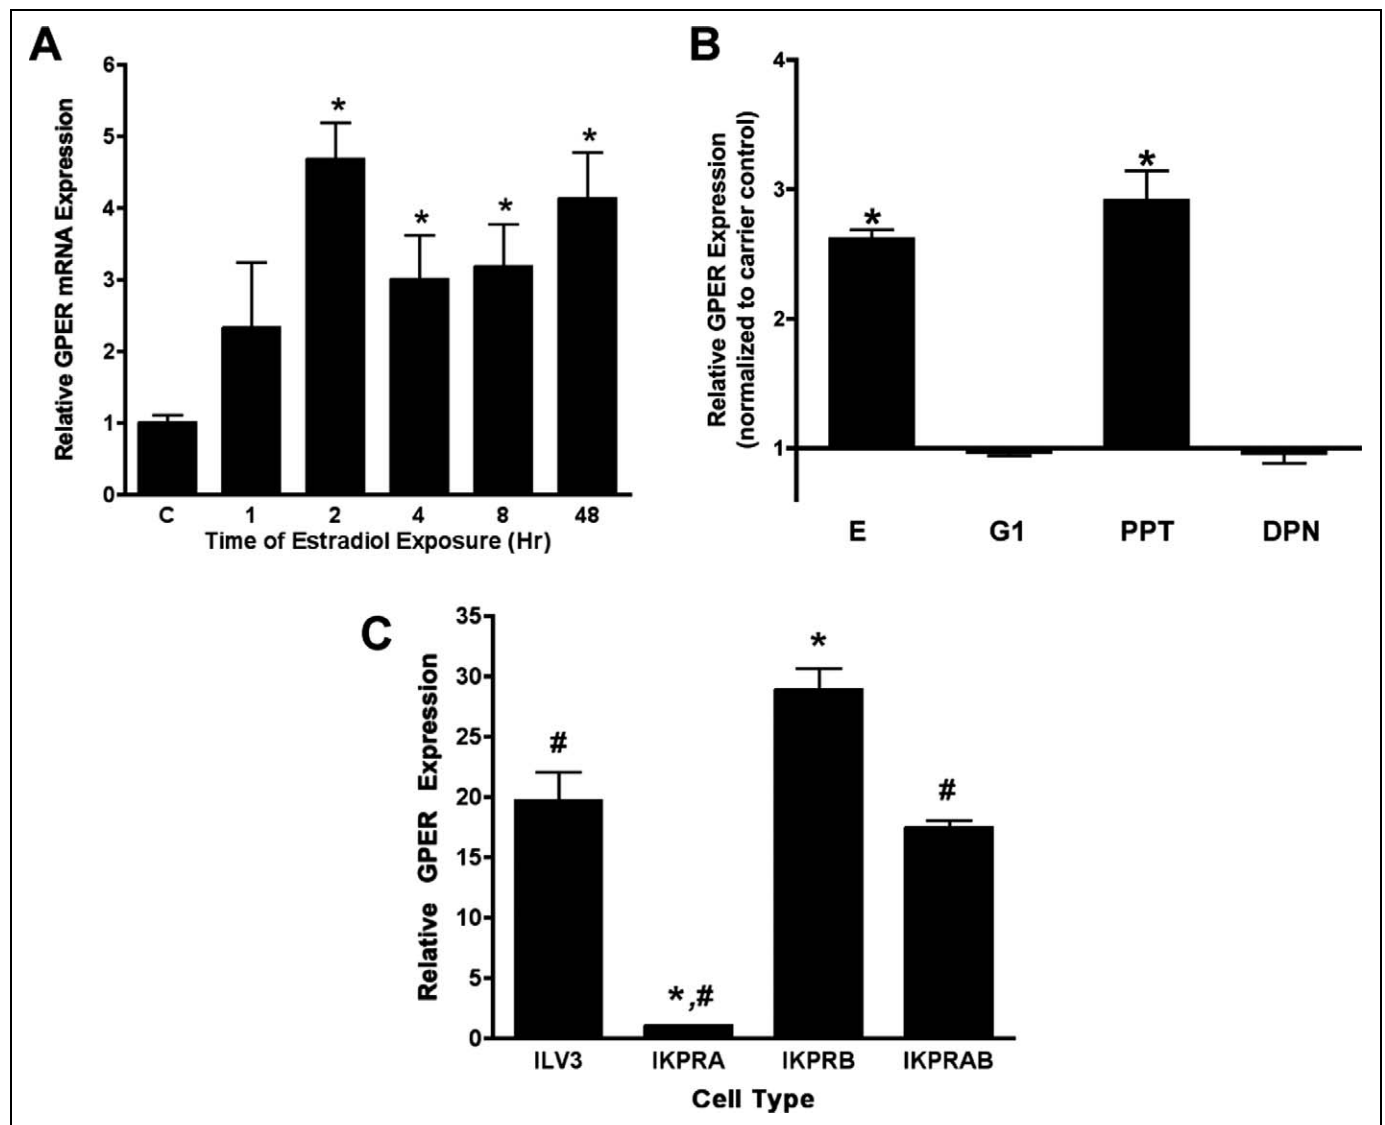 A
Relative GPER mRNA Expression
6
5
4
3
2
1
0
*
*
*
*
C 1 2 4 8 48
Time of Estradiol Exposure (Hr)
B
Relative GPER Expression
(normalized to carrier control)
4
3
2
1
*
*
E G1 PPT DPN
C
Relative GPER Expression
35
30
25
20
15
10
5
0
#
*,#
*
#
ILV3 IKPRA IKPRB IKPRAB
Cell Type